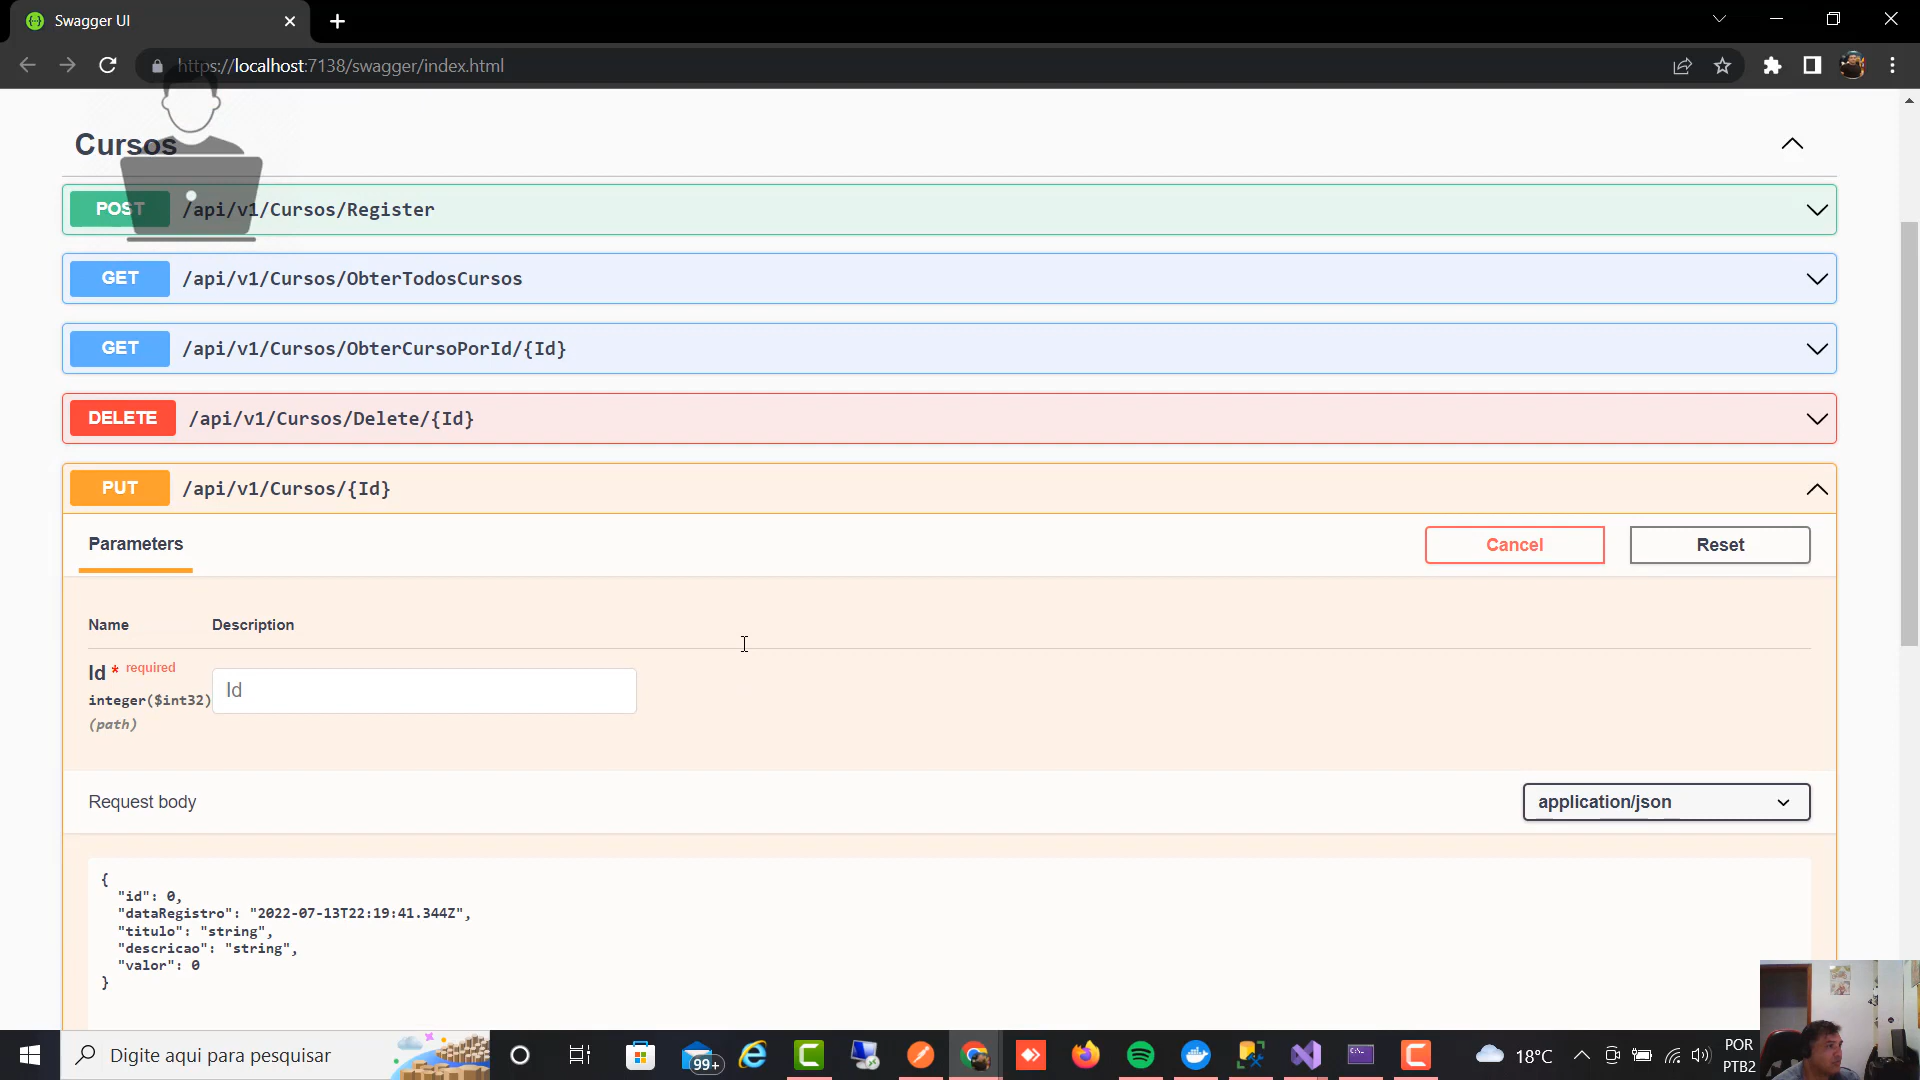 Swagger UI
https://localhost:7138/swagger/index.html
Cursos
POST /api/v1/Cursos/Register
GET /api/v1/Cursos/ObterTodosCursos
GET /api/v1/Cursos/ObterCursoPorId/{Id}
DELETE /api/v1/Cursos/Delete/{Id}
PUT /api/v1/Cursos/{Id}
Parameters
Cancel
Reset
Name Description
Id * required
integer($int32)
(path)
Id
Request body
application/json
{
"id": 0,
"dataRegistro": "2022-07-13T22:19:41.344Z",
"titulo": "string",
"descricao": "string",
"valor": 0
}
Digite aqui para pesquisar
99+
18°C
POR
PTB2